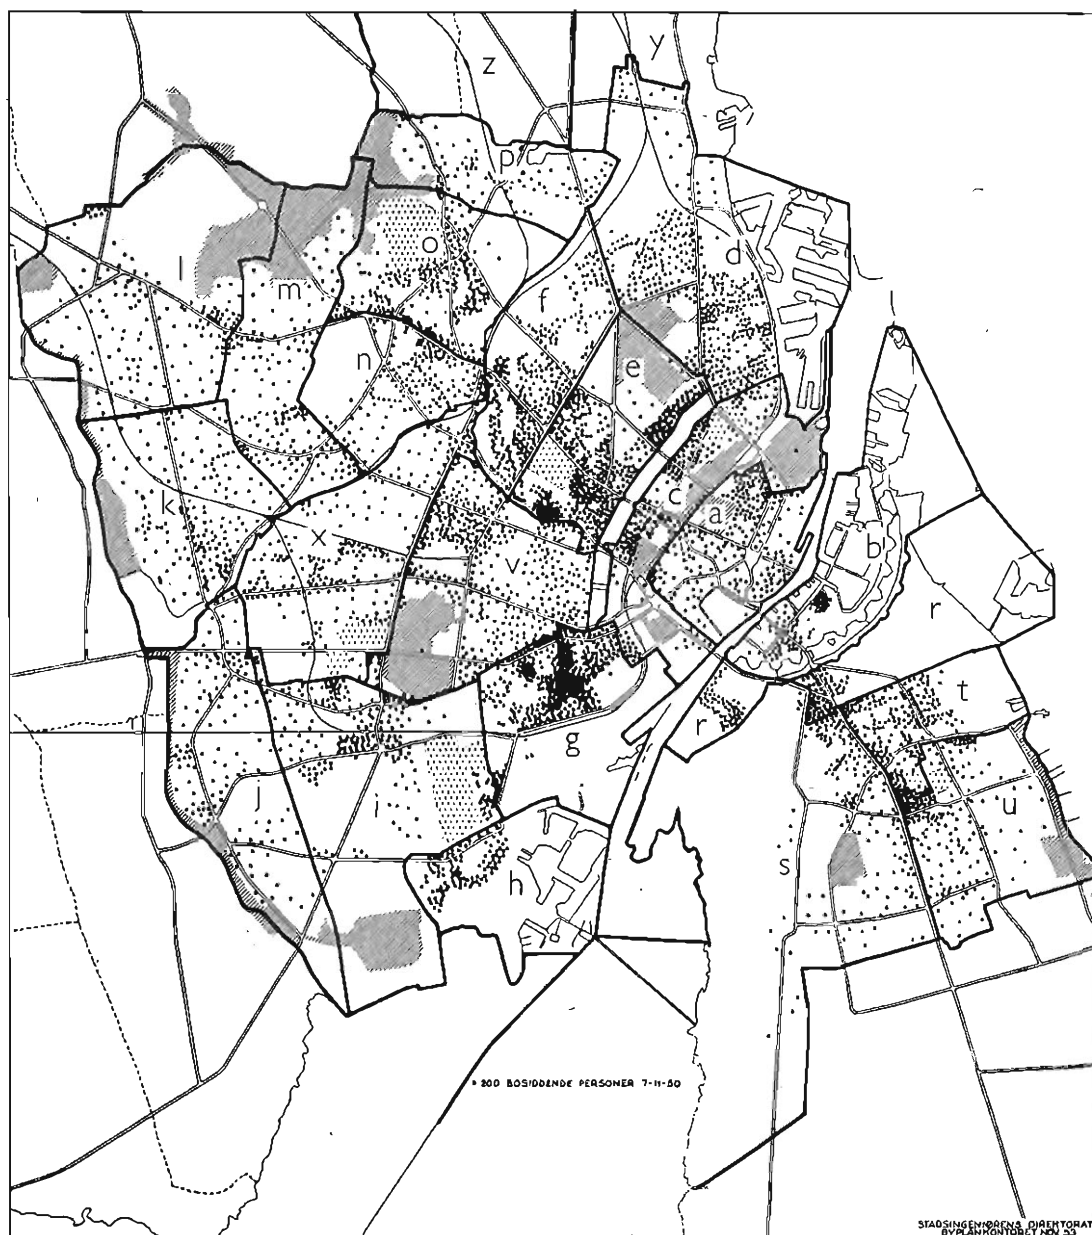 y
z
p
d
o
l
m
f
n
e
c
a
k
x
v
b
r
t
r
g
j
i
u
s
h
200 BOSIDDENDE PERSONER 7-11-50
STADSINGENIØRENS DIREKTORAT
BYPLANKONTORET NOV. 53